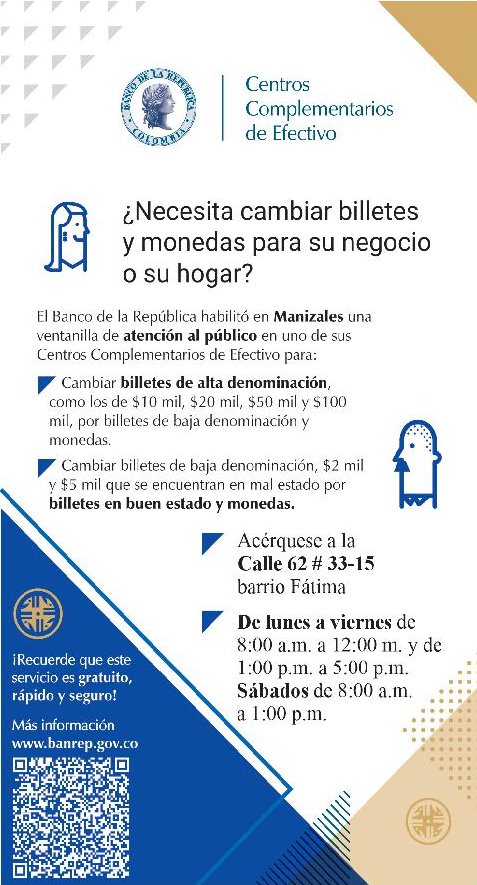 BANCO DE LA REPUBLICA
COLOMBIA
Centros
Complementarios
de Efectivo
¿Necesita cambiar billetes
y monedas para su negocio
o su hogar?
El Banco de la República habilitó en Manizales una
ventanilla de atención al público en uno de sus
Centros Complementarios de Efectivo para:
Cambiar billetes de alta denominación,
como los de $10 mil, $20 mil, $50 mil y $100
mil, por billetes de baja denominación y
monedas.
Cambiar billetes de baja denominación, $2 mil
y $5 mil que se encuentran en mal estado por
billetes en buen estado y monedas.
Acérquese a la
Calle 62 # 33-15
barrio Fátima
De lunes a viernes de
8:00 a.m. a 12:00 m. y de
1:00 p.m. a 5:00 p.m.
Sábados de 8:00 a.m.
a 1:00 p.m.
¡Recuerde que este
servicio es gratuito,
rápido y seguro!
Más información
www.banrep.gov.co